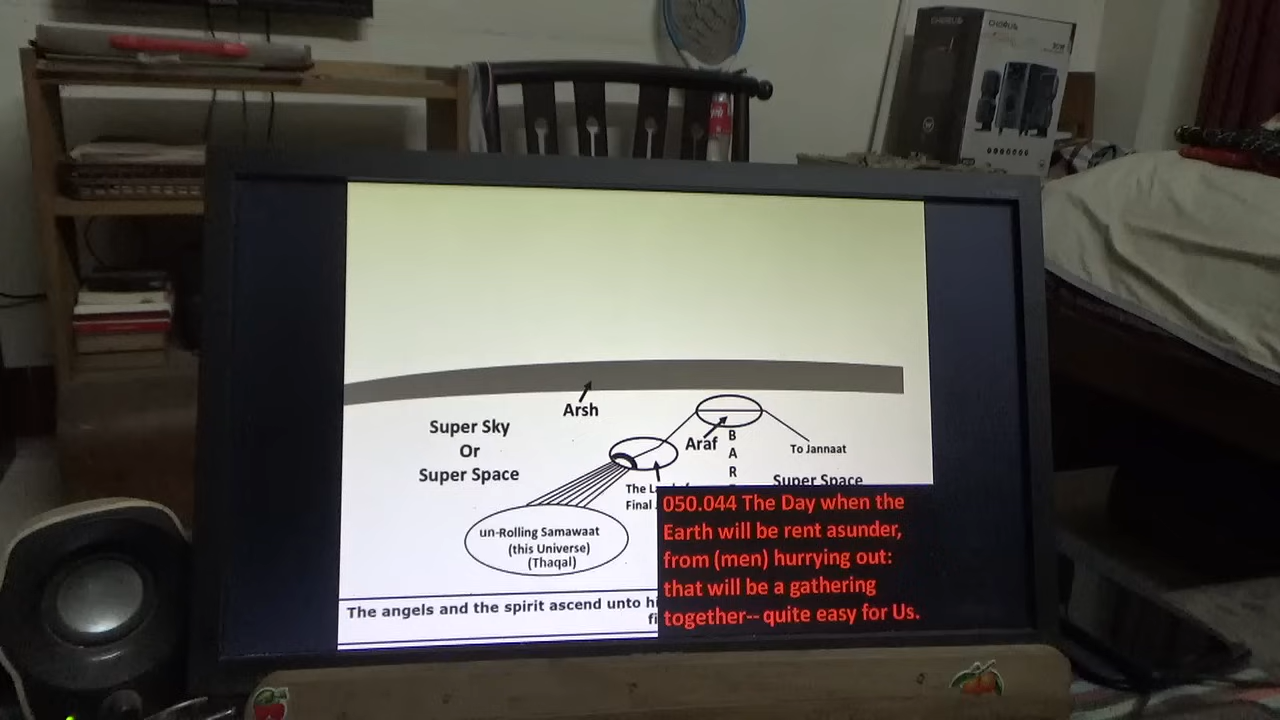 CHORUS
CHORUS
Arsh
Super Sky
Or
Super Space
Araf
B
A
R
To Jannaat
Super Space
The
Final
un-Rolling Samawaat
(this Universe)
(Thaqal)
The angels and the spirit ascend unto
050.044 The Day when the
Earth will be rent asunder,
from (men) hurrying out:
that will be a gathering
together-- quite easy for Us.